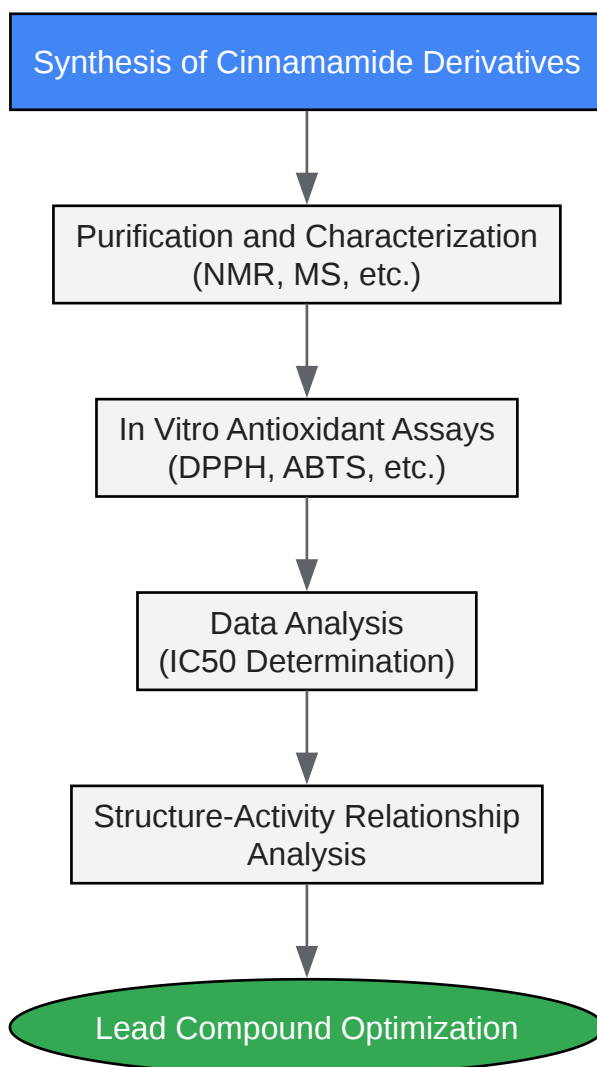 Synthesis of Cinnamamide Derivatives
Purification and Characterization
(NMR, MS, etc.)
In Vitro Antioxidant Assays
(DPPH, ABTS, etc.)
Data Analysis
(IC50 Determination)
Structure-Activity Relationship
Analysis
Lead Compound Optimization